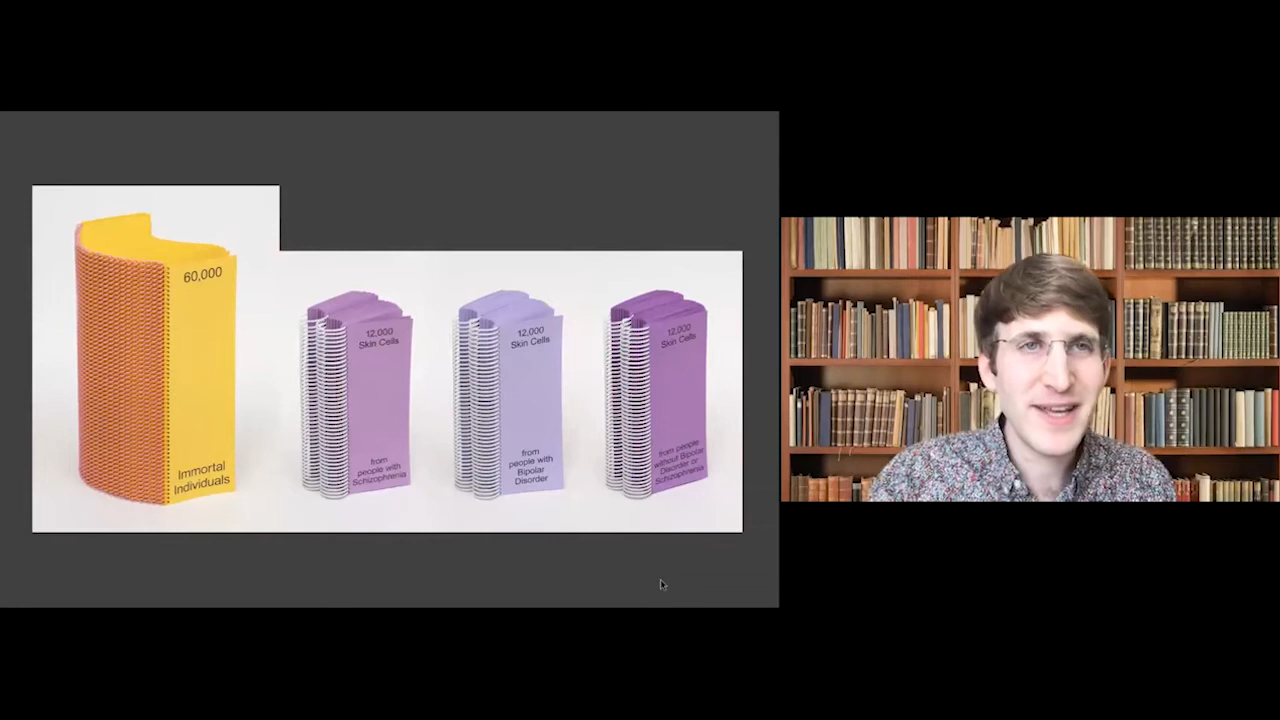 60,000
Immortal
Individuals
12,000
Skin Cells
from
people with
Schizophrenia
12,000
Skin Cells
from
people with
Bipolar
Disorder
12,000
Skin Cells
from people
without Bipolar
Disorder or
Schizophrenia